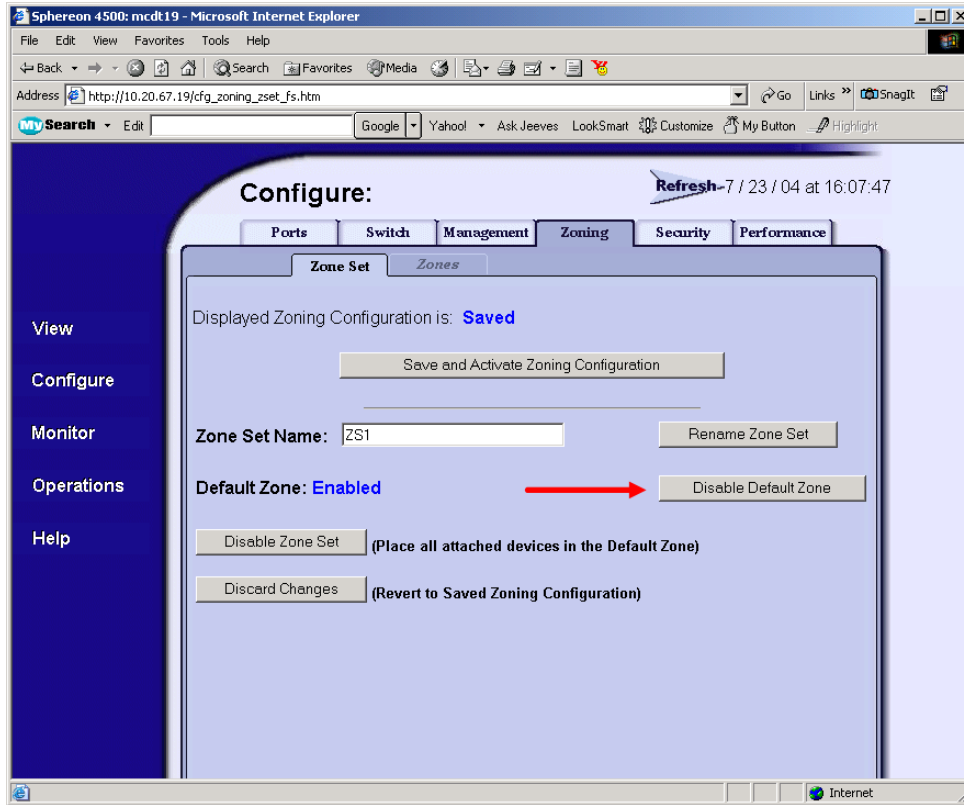 Sphereon 4500: mcdt19 - Microsoft Internet Explorer
File Edit View Favorites Tools Help
Back Search Favorites Media
Address http://10.20.67.19/cfg_zoning_zset_fs.htm Go Links » SnagIt
My Search Edit Google Yahoo! Ask Jeeves LookSmart Customize My Button Highlight
Configure:
Refresh - 7 / 23 / 04 at 16:07:47
Ports Switch Management Zoning Security Performance
Zone Set Zones
View
Configure
Monitor
Operations
Help
Displayed Zoning Configuration is: Saved
Save and Activate Zoning Configuration
Zone Set Name: ZS1 Rename Zone Set
Default Zone: Enabled Disable Default Zone
Disable Zone Set (Place all attached devices in the Default Zone)
Discard Changes (Revert to Saved Zoning Configuration)
Internet